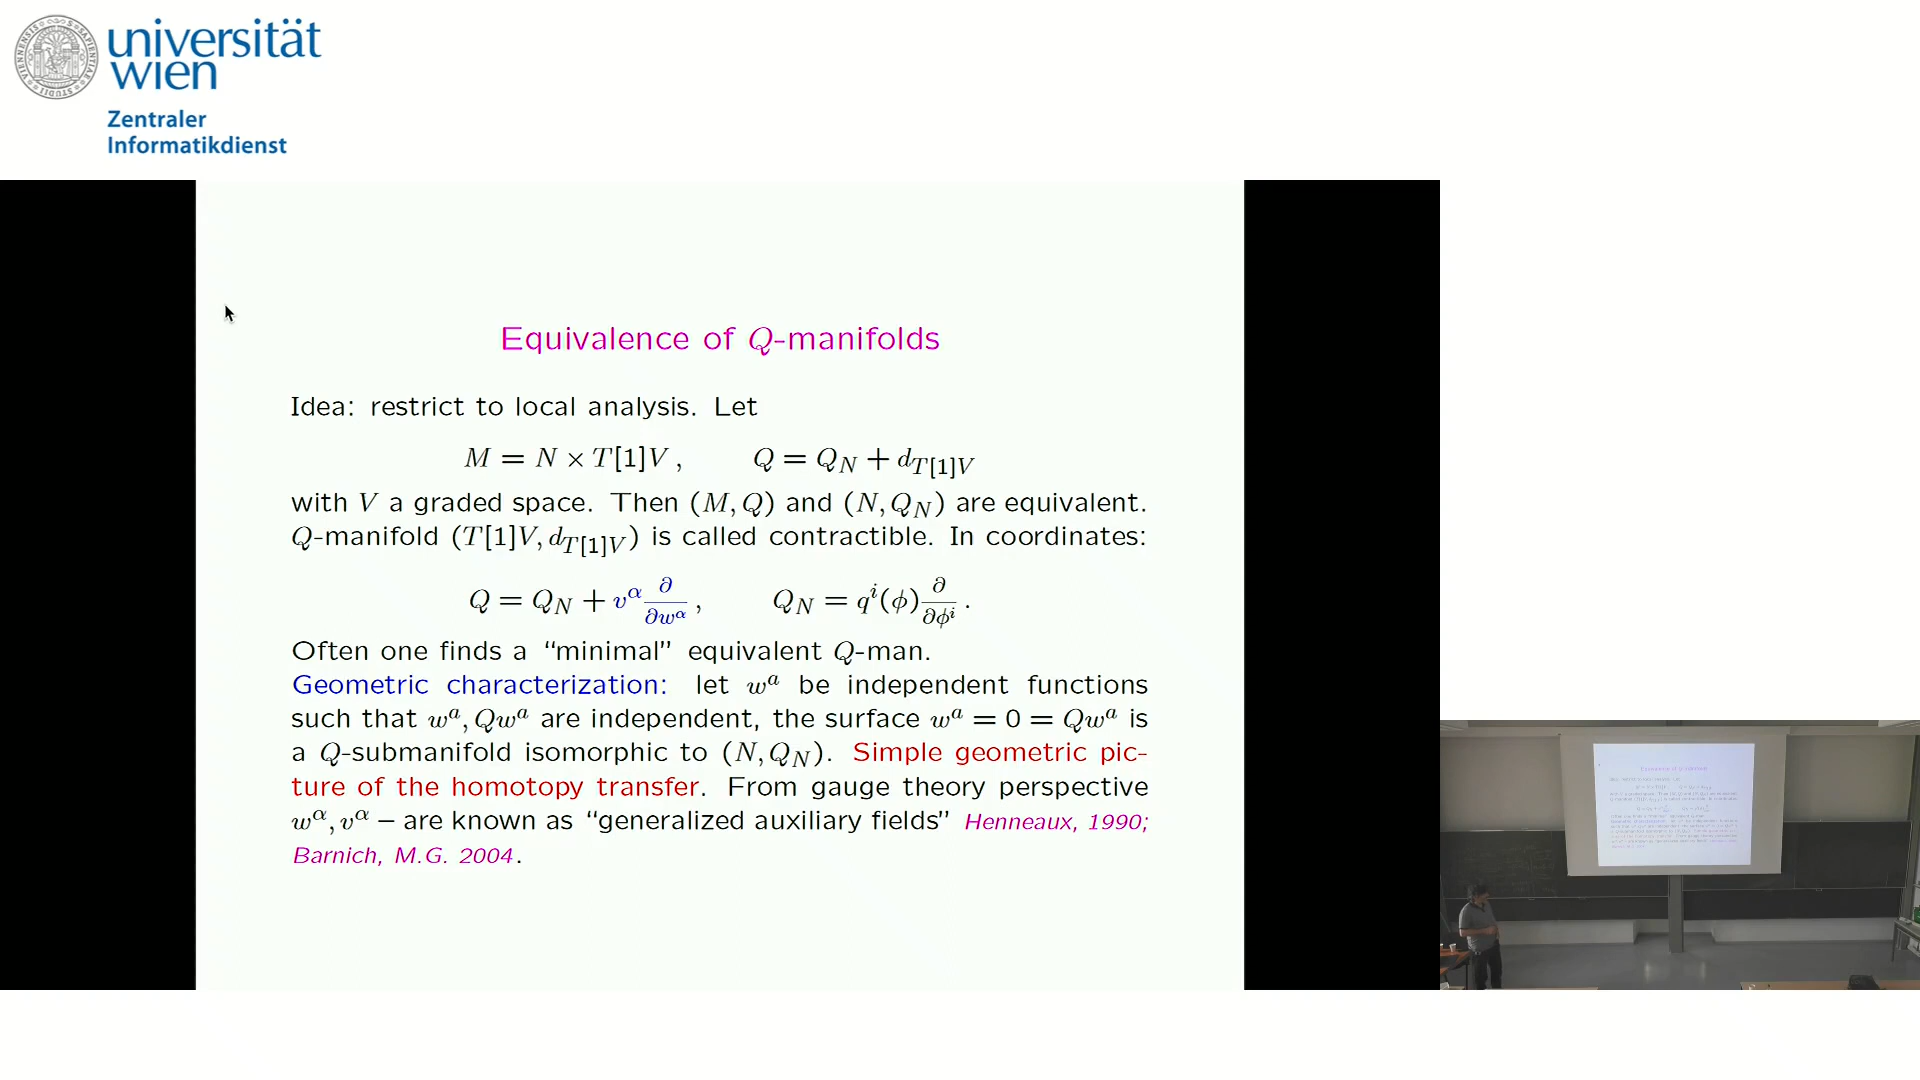 universität
wien
Zentraler
Informatikdienst
Equivalence of Q-manifolds
Idea: restrict to local analysis. Let
M = N × T[1]V , Q = Q_N + d_{T[1]V}
with V a graded space. Then (M, Q) and (N, Q_N) are equivalent.
Q-manifold (T[1]V, d_{T[1]V}) is called contractible. In coordinates:
Q = Q_N + v^α ∂/∂w^α , Q_N = q^i(φ) ∂/∂φ^i .
Often one finds a “minimal” equivalent Q-man.
Geometric characterization: let w^a be independent functions
such that w^a, Qw^a are independent, the surface w^a = 0 = Qw^a is
a Q-submanifold isomorphic to (N, Q_N). Simple geometric pic-
ture of the homotopy transfer. From gauge theory perspective
w^α, v^α – are known as “generalized auxiliary fields” Henneaux, 1990;
Barnich, M.G. 2004.